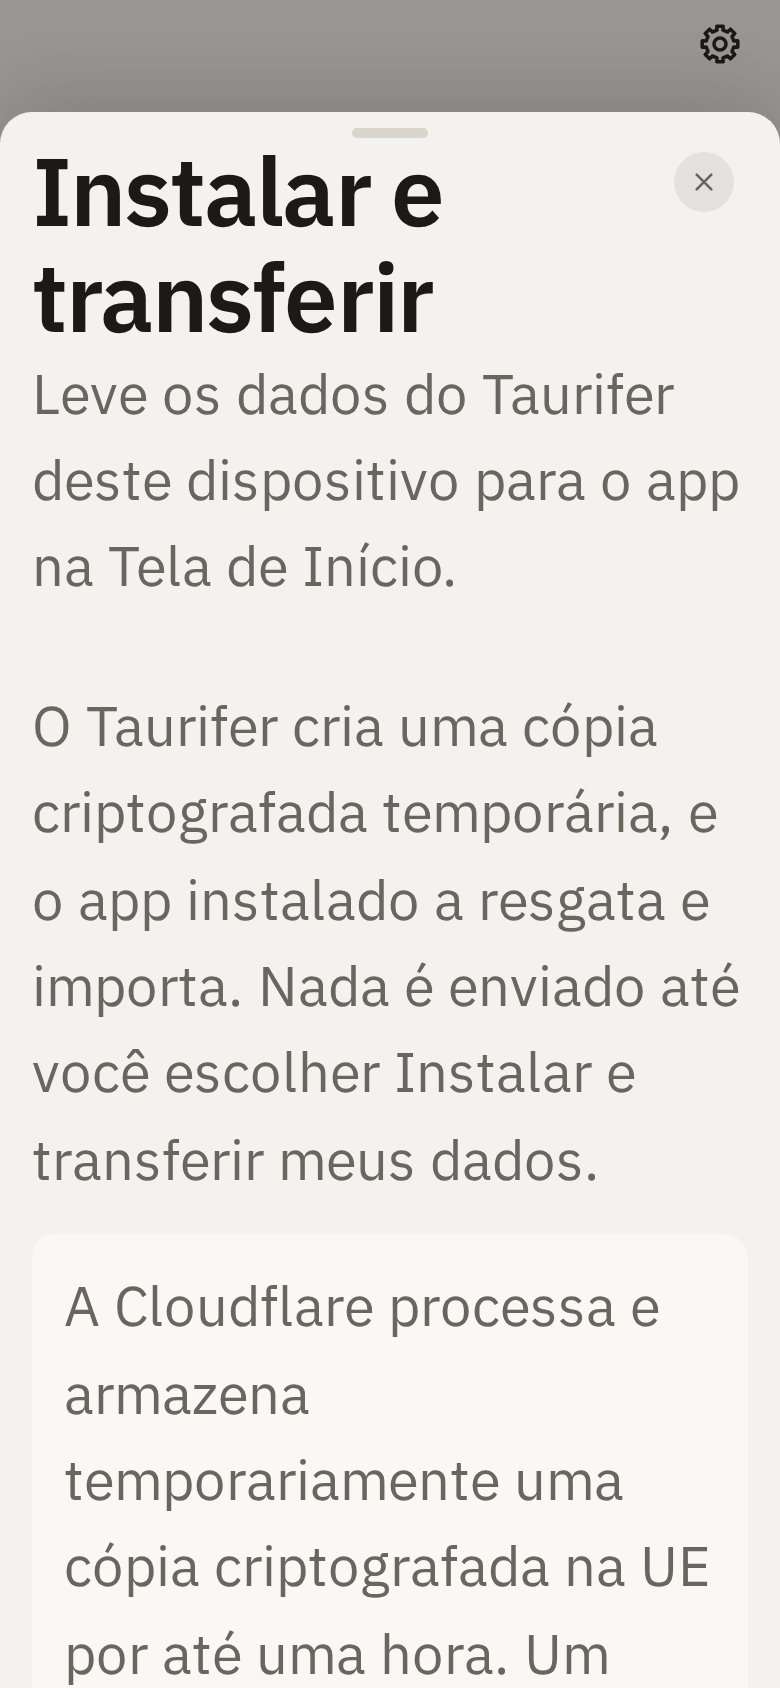 Instalar e
transferir
Leve os dados do Taurifer
deste dispositivo para o app
na Tela de Início.
O Taurifer cria uma cópia
criptografada temporária, e
o app instalado a resgata e
importa. Nada é enviado até
você escolher Instalar e
transferir meus dados.
A Cloudflare processa e
armazena
temporariamente uma
cópia criptografada na UE
por até uma hora. Um